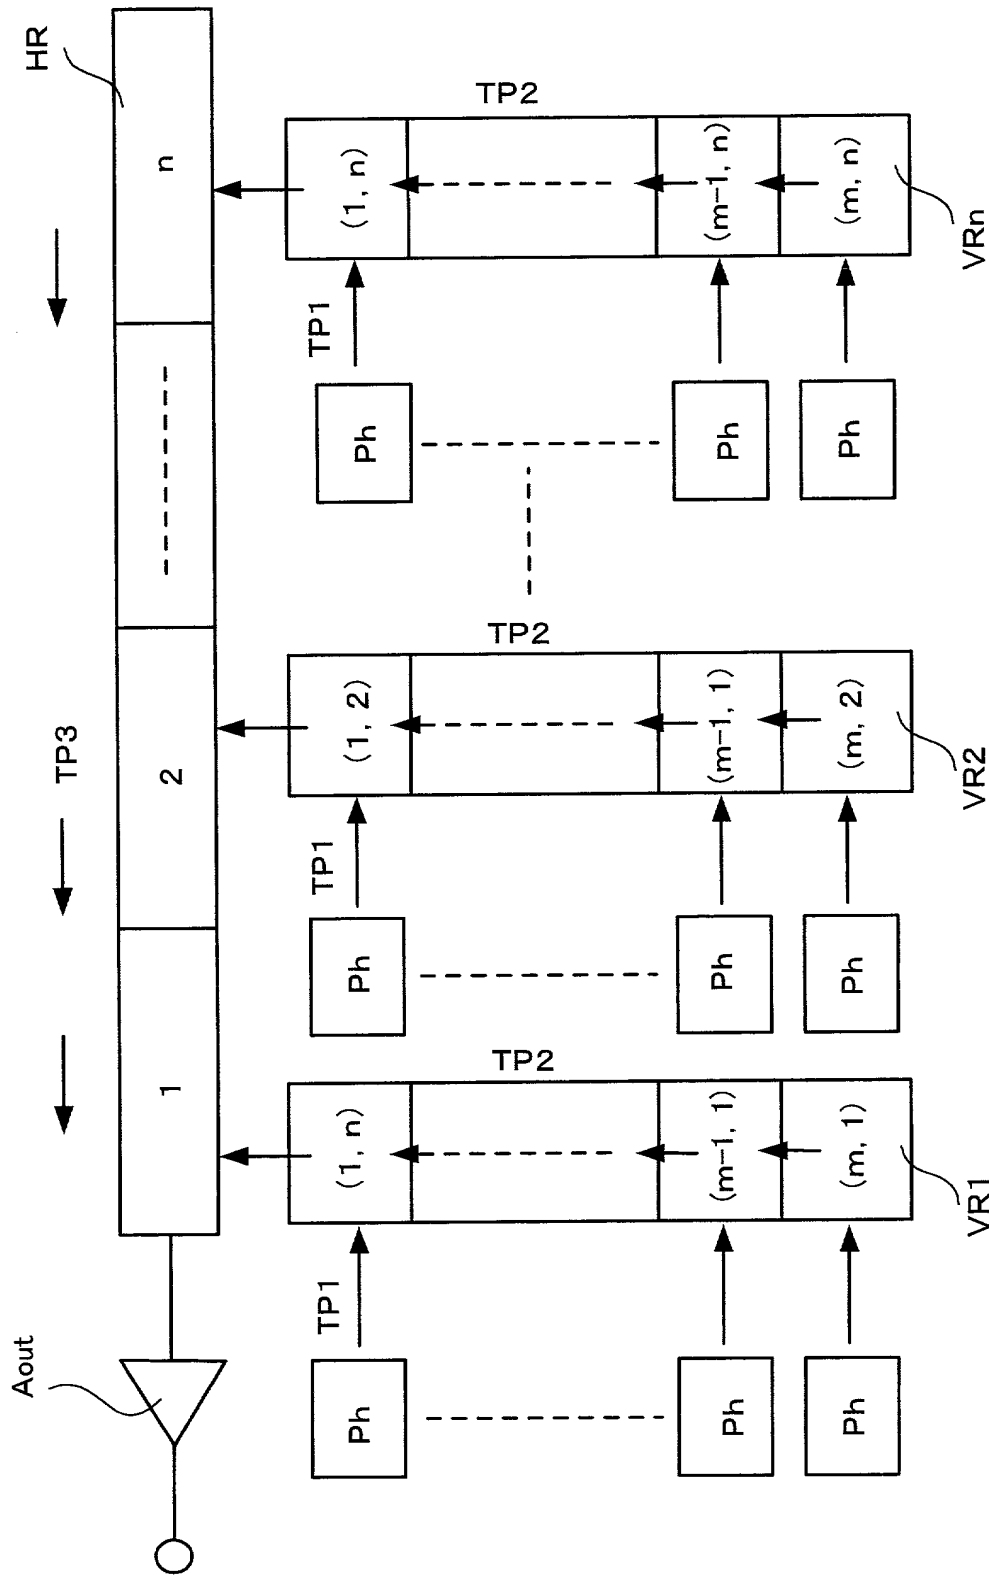 Aout
HR
TP3
1
2
n
TP1
TP1
TP1
Ph
(1, n)
Ph
(1, 2)
Ph
(1, n)
TP2
TP2
TP2
Ph
(m-1, 1)
Ph
(m-1, 1)
Ph
(m-1, n)
Ph
(m, 1)
Ph
(m, 2)
Ph
(m, n)
VR1
VR2
VRn